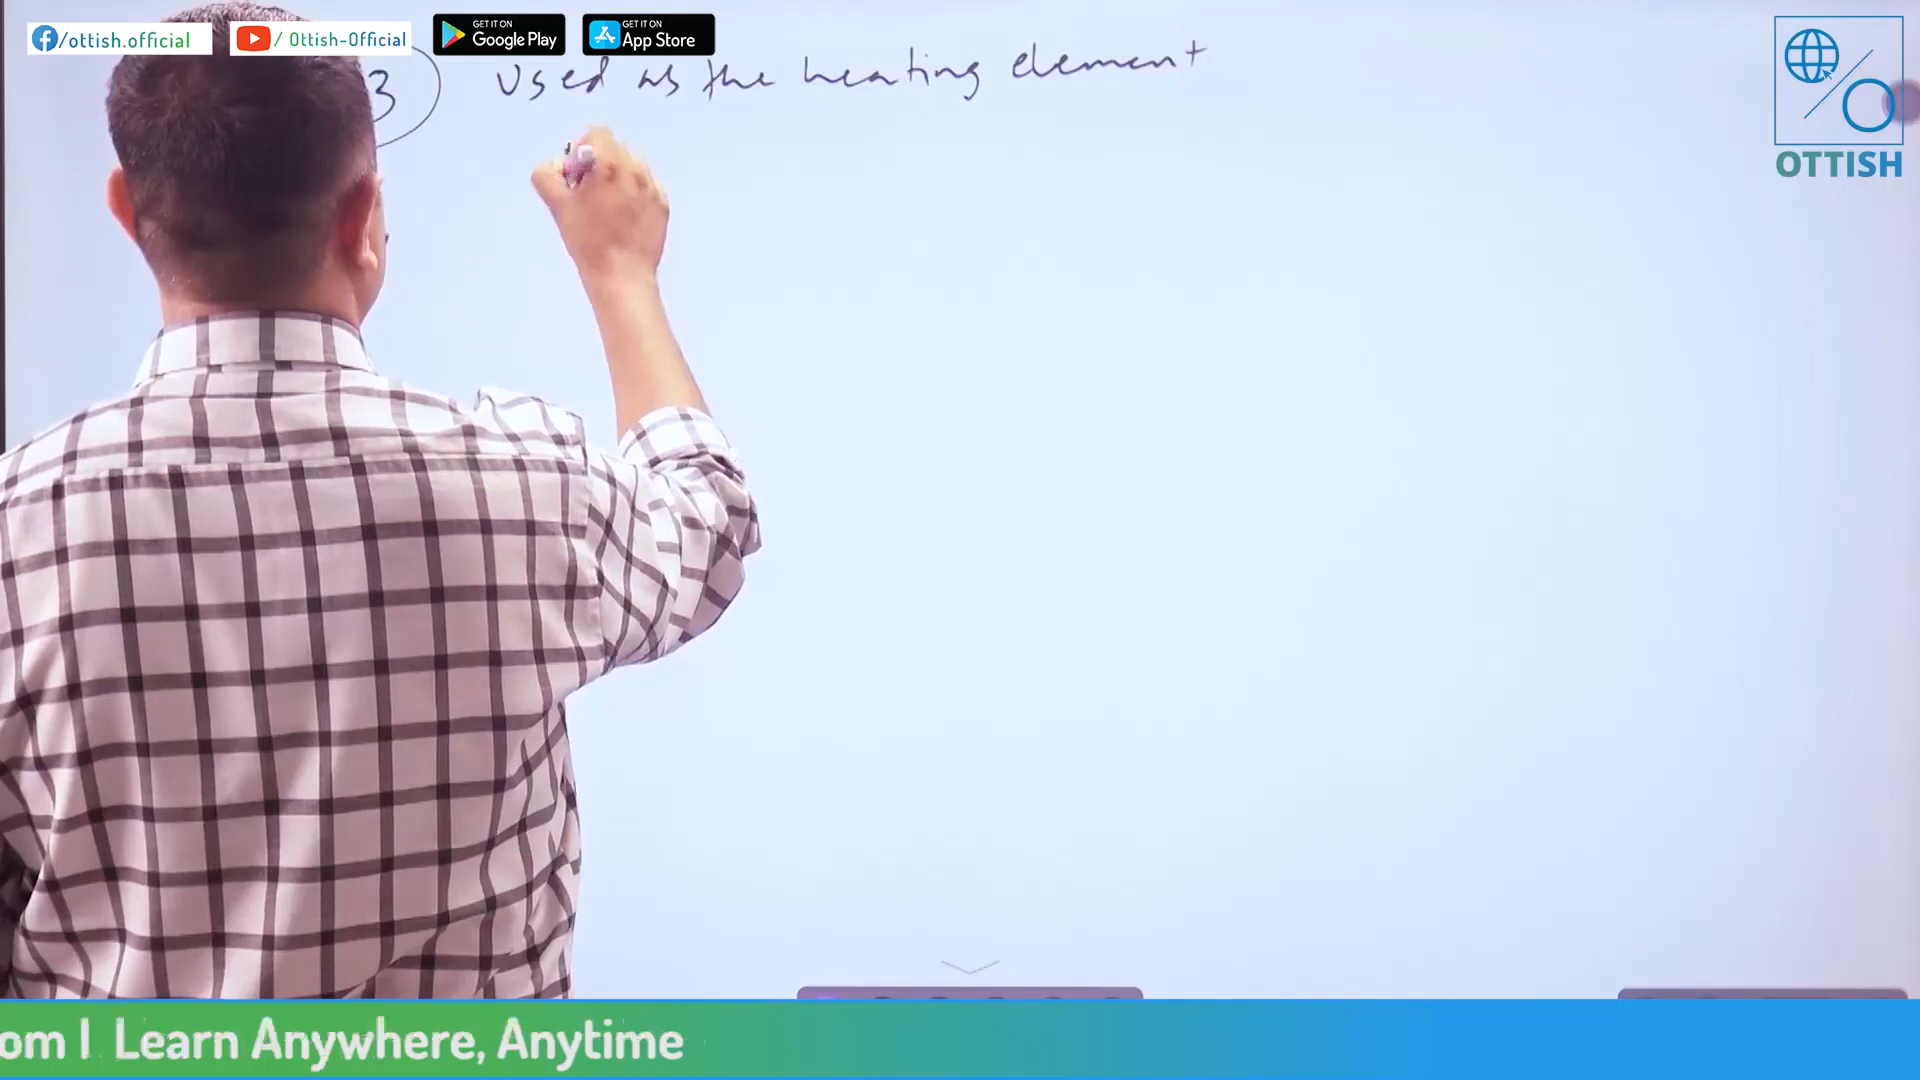 /ottish.official
/ Ottish-Official
GET IT ON
Google Play
GET IT ON
App Store
3
Used as the heating element
OTTISH
om | Learn Anywhere, Anytime